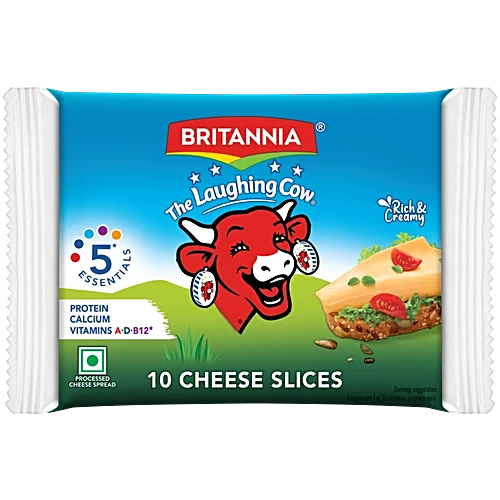 BRITANNIA®
The Laughing Cow®
Rich &
Creamy
5*
ESSENTIALS
PROTEIN
CALCIUM
VITAMINS A·D·B12*
PROCESSED
CHEESE SPREAD
10 CHEESE SLICES
Serving suggestion